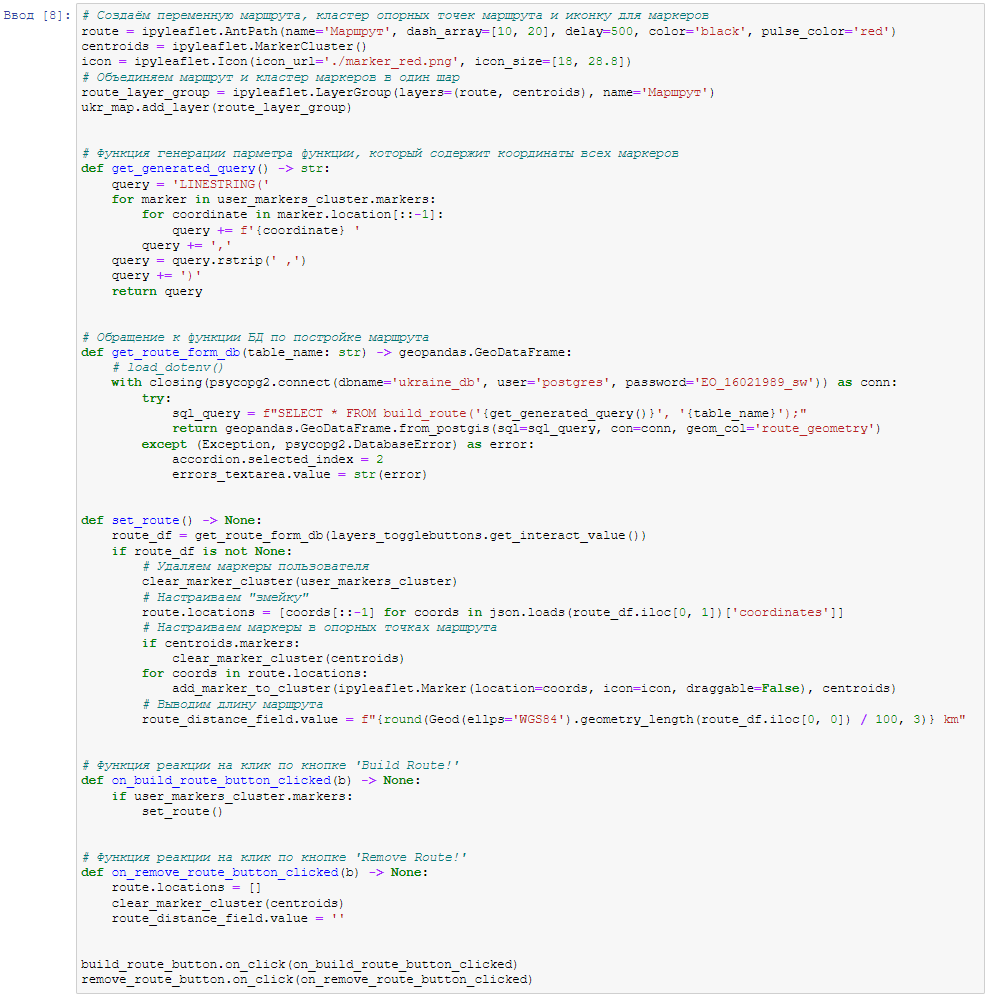 Ввод [8]:
# Создаём переменную маршрута, кластер опорных точек маршрута и иконку для маркеров
route = ipyleaflet.AntPath(name='Маршрут', dash_array=[10, 20], delay=500, color='black', pulse_color='red')
centroids = ipyleaflet.MarkerCluster()
icon = ipyleaflet.Icon(icon_url='./marker_red.png', icon_size=[18, 28.8])
# Объединяем маршрут и кластер маркеров в один шар
route_layer_group = ipyleaflet.LayerGroup(layers=(route, centroids), name='Маршрут')
ukr_map.add_layer(route_layer_group)
# Функция генерации парметра функции, который содержит координаты всех маркеров
def get_generated_query() -> str:
    query = 'LINESTRING('
    for marker in user_markers_cluster.markers:
        for coordinate in marker.location[::-1]:
            query += f'{coordinate} '
        query += ','
    query = query.rstrip(' ,')
    query += ')'
    return query
# Обращение к функции БД по постройке маршрута
def get_route_form_db(table_name: str) -> geopandas.GeoDataFrame:
    # load_dotenv()
    with closing(psycopg2.connect(dbname='ukraine_db', user='postgres', password='EO_16021989_sw')) as conn:
        try:
            sql_query = f"SELECT * FROM build_route('{get_generated_query()}', '{table_name}');"
            return geopandas.GeoDataFrame.from_postgis(sql=sql_query, con=conn, geom_col='route_geometry')
        except (Exception, psycopg2.DatabaseError) as error:
            accordion.selected_index = 2
            errors_textarea.value = str(error)
def set_route() -> None:
    route_df = get_route_form_db(layers_togglebuttons.get_interact_value())
    if route_df is not None:
        # Удаляем маркеры пользователя
        clear_marker_cluster(user_markers_cluster)
        # Настраиваем "змейку"
        route.locations = [coords[::-1] for coords in json.loads(route_df.iloc[0, 1])['coordinates']]
        # Настраиваем маркеры в опорных точках маршрута
        if centroids.markers:
            clear_marker_cluster(centroids)
        for coords in route.locations:
            add_marker_to_cluster(ipyleaflet.Marker(location=coords, icon=icon, draggable=False), centroids)
        # Выводим длину маршрута
        route_distance_field.value = f"{round(Geod(ellps='WGS84').geometry_length(route_df.iloc[0, 0]) / 100, 3)} km"
# Функция реакции на клик по кнопке 'Build Route!'
def on_build_route_button_clicked(b) -> None:
    if user_markers_cluster.markers:
        set_route()
# Функция реакции на клик по кнопке 'Remove Route!'
def on_remove_route_button_clicked(b) -> None:
    route.locations = []
    clear_marker_cluster(centroids)
    route_distance_field.value = ''
build_route_button.on_click(on_build_route_button_clicked)
remove_route_button.on_click(on_remove_route_button_clicked)